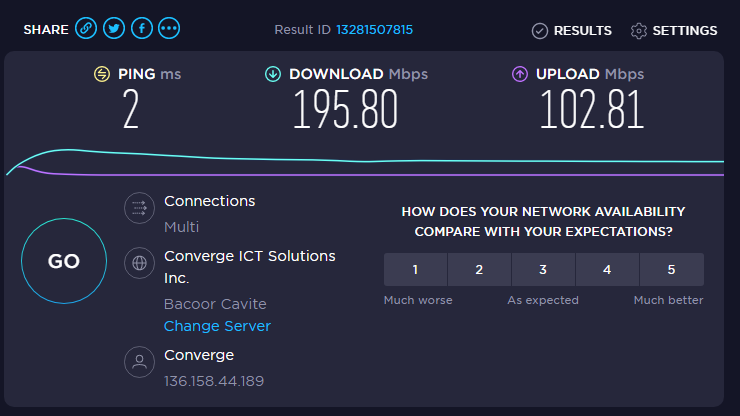 SHARE
Result ID 13281507815
RESULTS
SETTINGS
PING ms
2
DOWNLOAD Mbps
195.80
UPLOAD Mbps
102.81
GO
Connections
Multi
Converge ICT Solutions
Inc.
Bacoor Cavite
Change Server
Converge
136.158.44.189
HOW DOES YOUR NETWORK AVAILABILITY
COMPARE WITH YOUR EXPECTATIONS?
1 2 3 4 5
Much worse As expected Much better